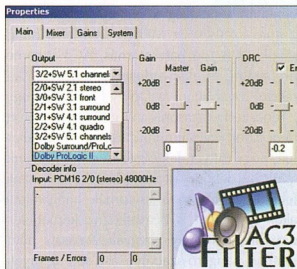 Properties
Main Mixer Gains System
Output
3/2+SW 5.1 channel
2/0+SW 2.1 stereo
3/0+SW 3.1 front
2/1+SW 3.1 surround
3/1+SW 4.1 surround
2/2+SW 4.1 quadro
3/2+SW 5.1 channels
Dolby Surround/ProLc
Dolby ProLogic II
Gain
Master Gain
+20dB
0dB
-20dB
0
DRC
En
+20dB
0dB
-20dB
-0.2
Decoder info
Input: PCM16 2/0 (stereo) 48000Hz
-
Frames / Errors 0 0
AC3
FILTER